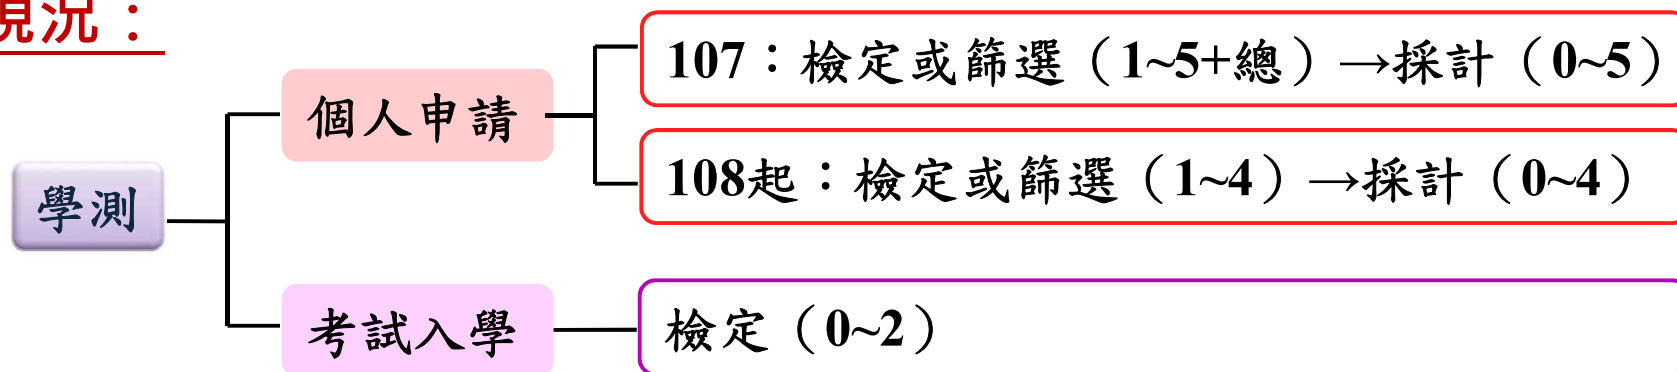 現況：
107：檢定或篩選（1~5+總）→採計（0~5）
個人申請
108起：檢定或篩選（1~4）→採計（0~4）
學測
考試入學
檢定（0~2）